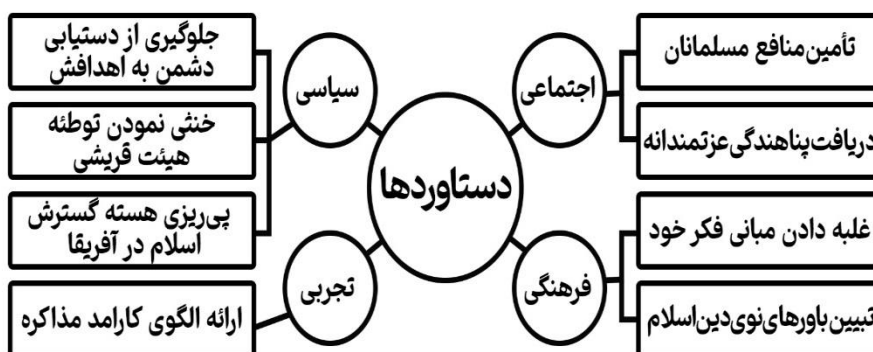 دستاوردها
اجتماعی
تأمین منافع مسلمانان
دریافت پناهندگی عزتمندانه
فرهنگی
غلبه دادن مبانی فکر خود
تبیین باورهای نوی دین اسلام
سیاسی
جلوگیری از دستیابی
دشمن به اهدافش
خنثی نمودن توطئه
هیئت قریشی
پی‌ریزی هسته گسترش
اسلام در آفریقا
تجربی
ارائه الگوی کارامد مذاکره